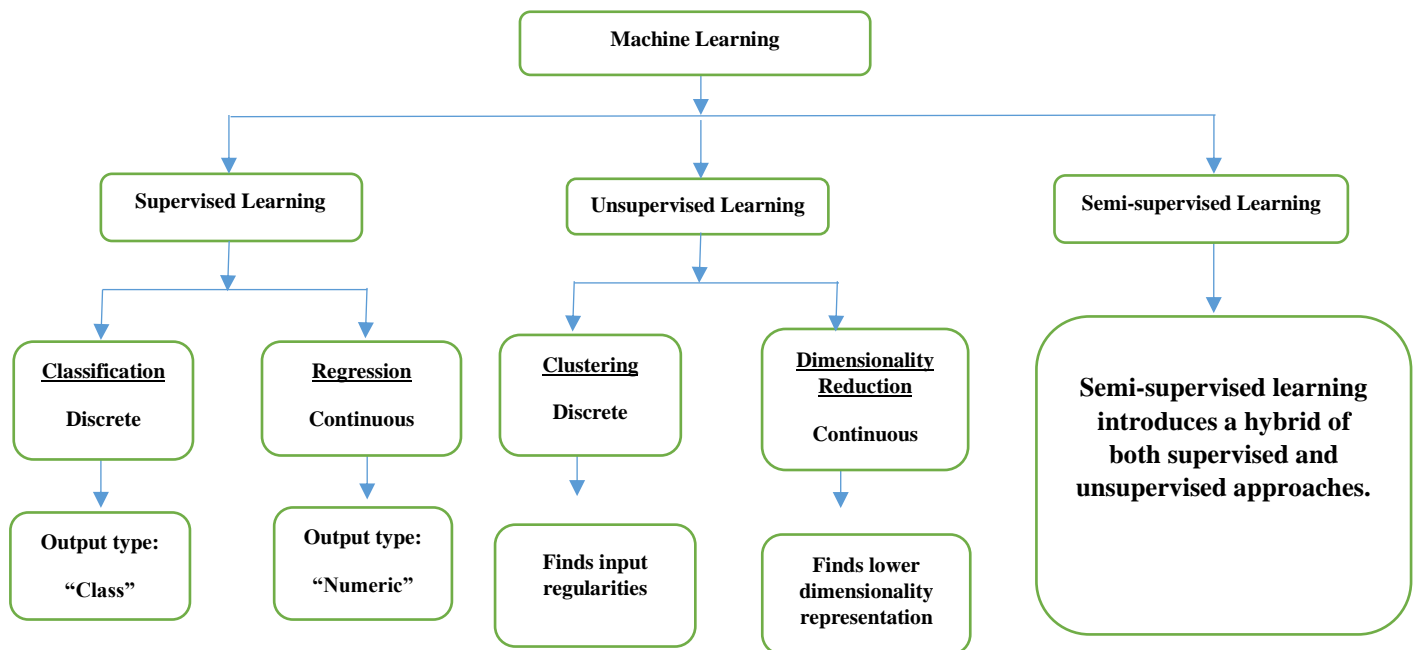 Machine Learning
Supervised Learning
Unsupervised Learning
Semi-supervised Learning
Classification
Discrete
Regression
Continuous
Clustering
Discrete
Dimensionality
Reduction
Continuous
Semi-supervised learning
introduces a hybrid of
both supervised and
unsupervised approaches.
Output type:
“Class”
Output type:
“Numeric”
Finds input
regularities
Finds lower
dimensionality
representation